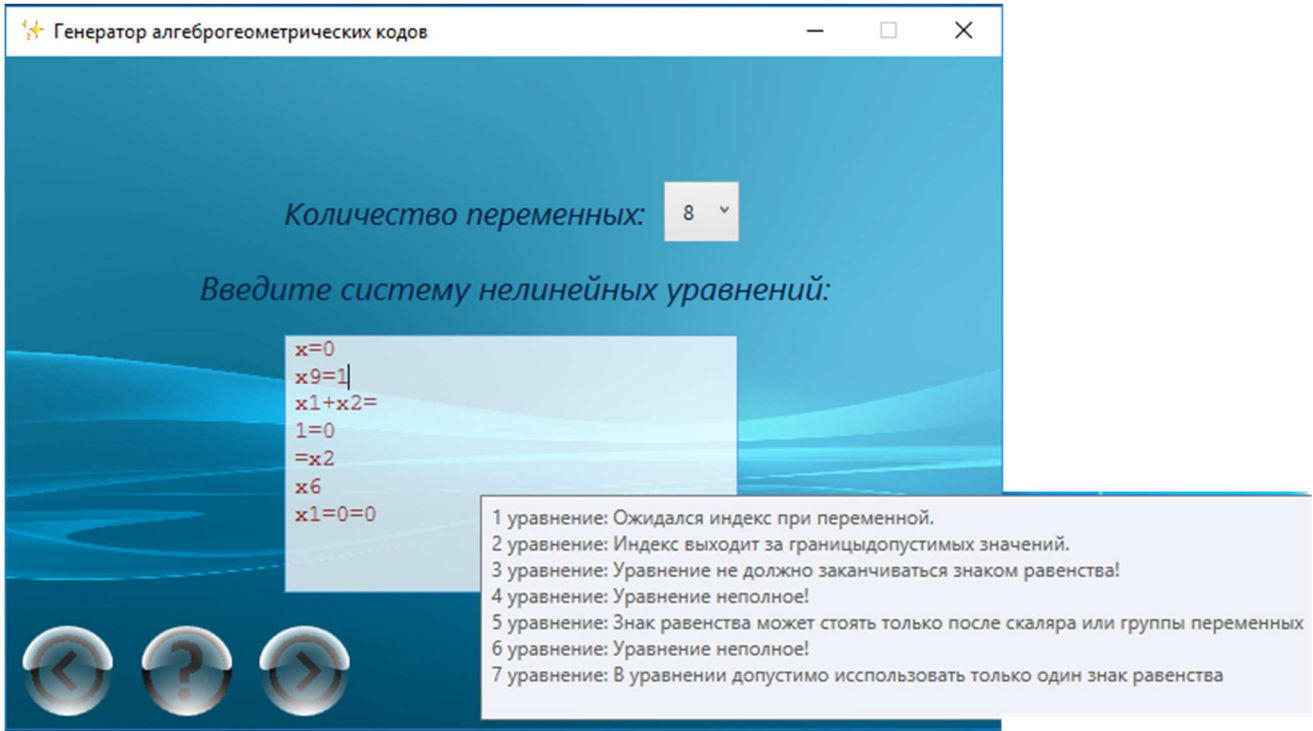 Генератор алгеброгеометрических кодов
Количество переменных: 8
Введите систему нелинейных уравнений:
x=0
x9=1
x1+x2=
1=0
=x2
x6
x1=0=0
1 уравнение: Ожидался индекс при переменной.
2 уравнение: Индекс выходит за границыдопустимых значений.
3 уравнение: Уравнение не должно заканчиваться знаком равенства!
4 уравнение: Уравнение неполное!
5 уравнение: Знак равенства может стоять только после скаляра или группы переменных
6 уравнение: Уравнение неполное!
7 уравнение: В уравнении допустимо исспользовать только один знак равенства
?